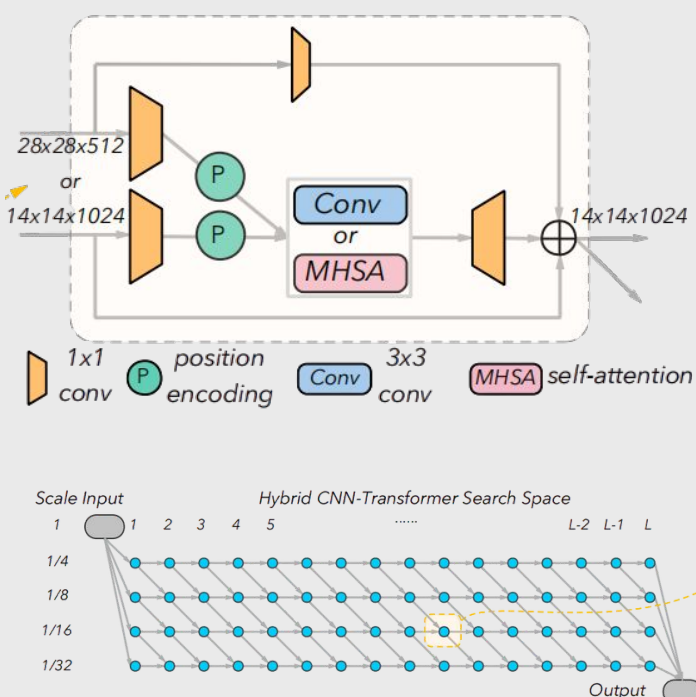 28x28x512
or
14x14x1024
P
P
Conv
or
MHSA
14x14x1024
1x1
conv
P
position
encoding
Conv
3x3
conv
MHSA
self-attention
Scale Input
Hybrid CNN-Transformer Search Space
1 1 2 3 4 5 ...... L-2 L-1 L
1/4
1/8
1/16
1/32
Output